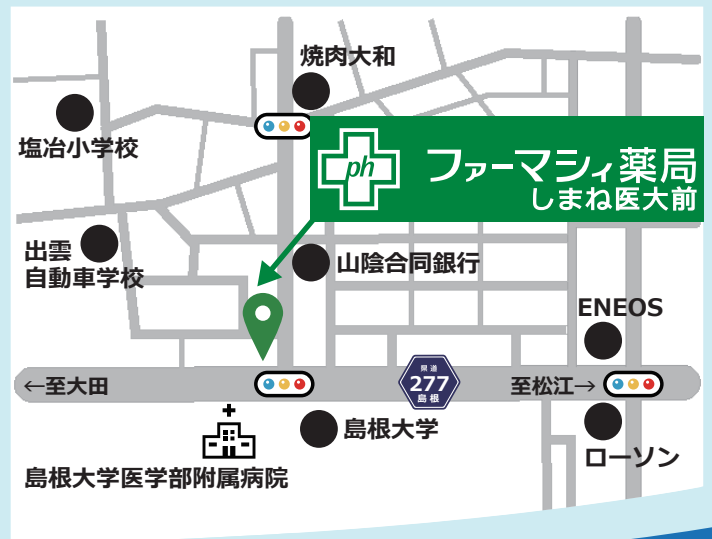 焼肉大和
塩冶小学校
ph
ファーマシィ薬局
しまね医大前
出雲
自動車学校
山陰合同銀行
ENEOS
←至大田
県道
277
島根
至松江→
島根大学
ローソン
島根大学医学部附属病院